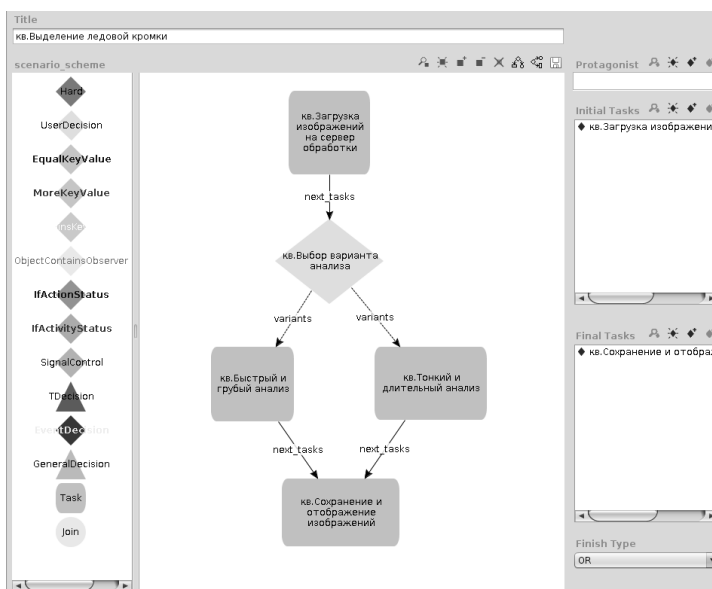 Title
кв.Выделение ледовой кромки
scenario_scheme
Hard
UserDecision
EqualKeyValue
MoreKeyValue
ObjectContainsObserver
IfActionStatus
IfActivityStatus
SignalControl
TDecision
EventDecision
GeneralDecision
Task
Join
кв.Загрузка
изображений
на сервер
обработки
next_tasks
кв.Выбор варианта
анализа
variants
variants
кв.Быстрый и
грубый анализ
кв.Тонкий и
длительный анализ
next_tasks
next_tasks
кв.Сохранение и
отображение
изображений
Protagonist
Initial Tasks
кв.Загрузка изображени
Final Tasks
кв.Сохранение и отобра
Finish Type
OR